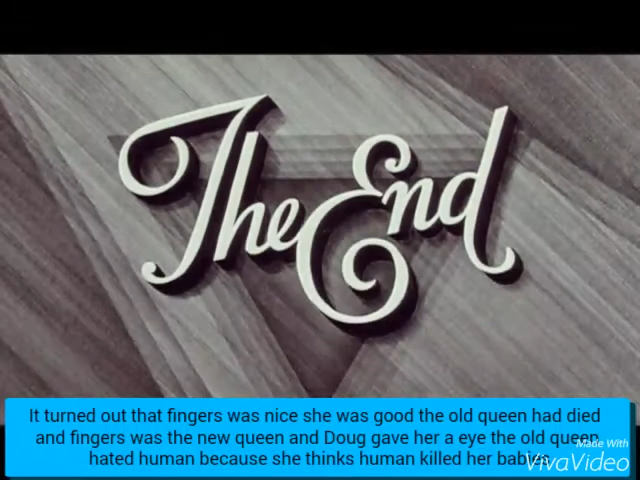 The End
It turned out that fingers was nice she was good the old queen had died
and fingers was the new queen and Doug gave her a eye the old queen
hated human because she thinks human killed her babies
Made With
VivaVideo